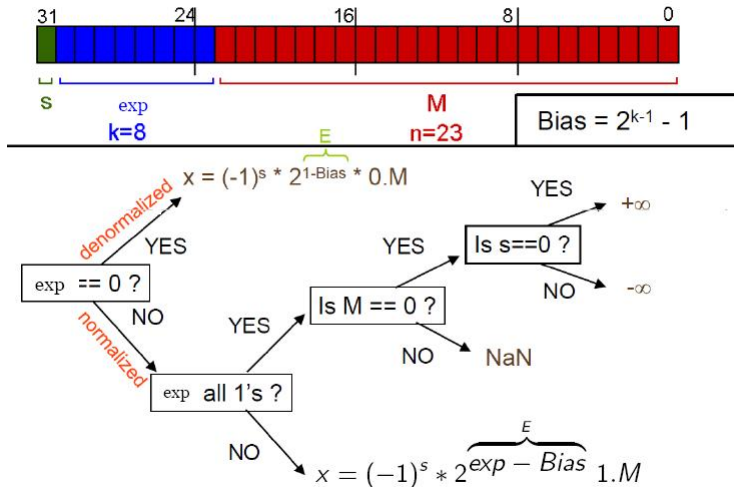 31 24 16 8 0
s exp M
k=8 n=23 Bias = 2^{k-1} - 1
E
x = (-1)^s * 2^{1-Bias} * 0.M
denormalized
YES
exp == 0 ?
NO
normalized
YES
exp all 1's ?
NO
YES
Is M == 0 ?
NO
NaN
YES
Is s==0 ?
NO
+∞
-∞
E
x = (-1)^s * 2^{exp − Bias} 1.M